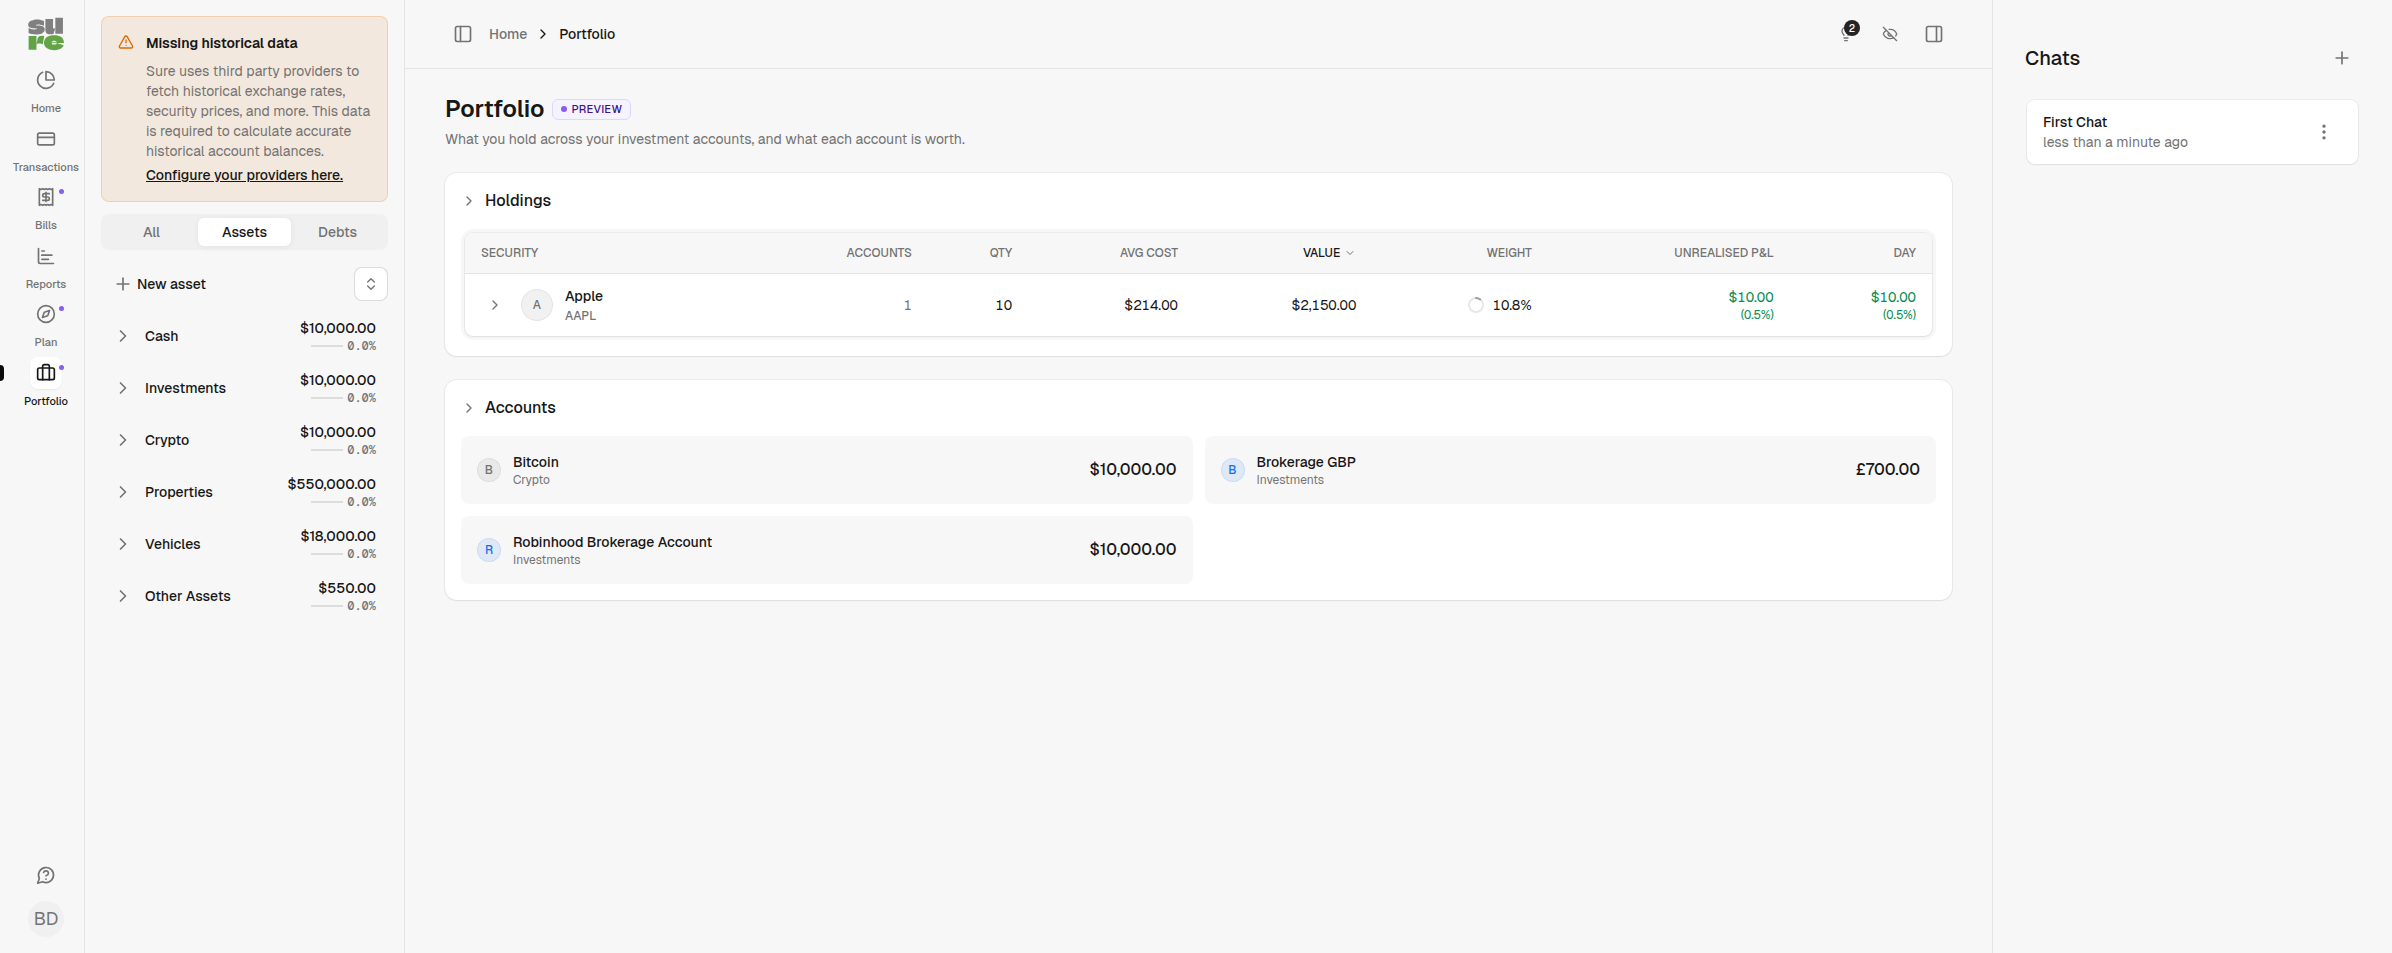 sure
Home
Transactions
Bills
Reports
Plan
Portfolio
BD
Missing historical data
Sure uses third party providers to
fetch historical exchange rates,
security prices, and more. This data
is required to calculate accurate
historical account balances.
Configure your providers here.
All Assets Debts
New asset
Cash $10,000.00
0.0%
Investments $10,000.00
0.0%
Crypto $10,000.00
0.0%
Properties $550,000.00
0.0%
Vehicles $18,000.00
0.0%
Other Assets $550.00
0.0%
Home Portfolio
2
Portfolio PREVIEW
What you hold across your investment accounts, and what each account is worth.
Holdings
SECURITY ACCOUNTS QTY AVG COST VALUE WEIGHT UNREALISED P&L DAY
A Apple 1 10 $214.00 $2,150.00 10.8% $10.00 $10.00
AAPL (0.5%) (0.5%)
Accounts
B Bitcoin $10,000.00
Crypto
B Brokerage GBP £700.00
Investments
R Robinhood Brokerage Account $10,000.00
Investments
Chats
First Chat
less than a minute ago